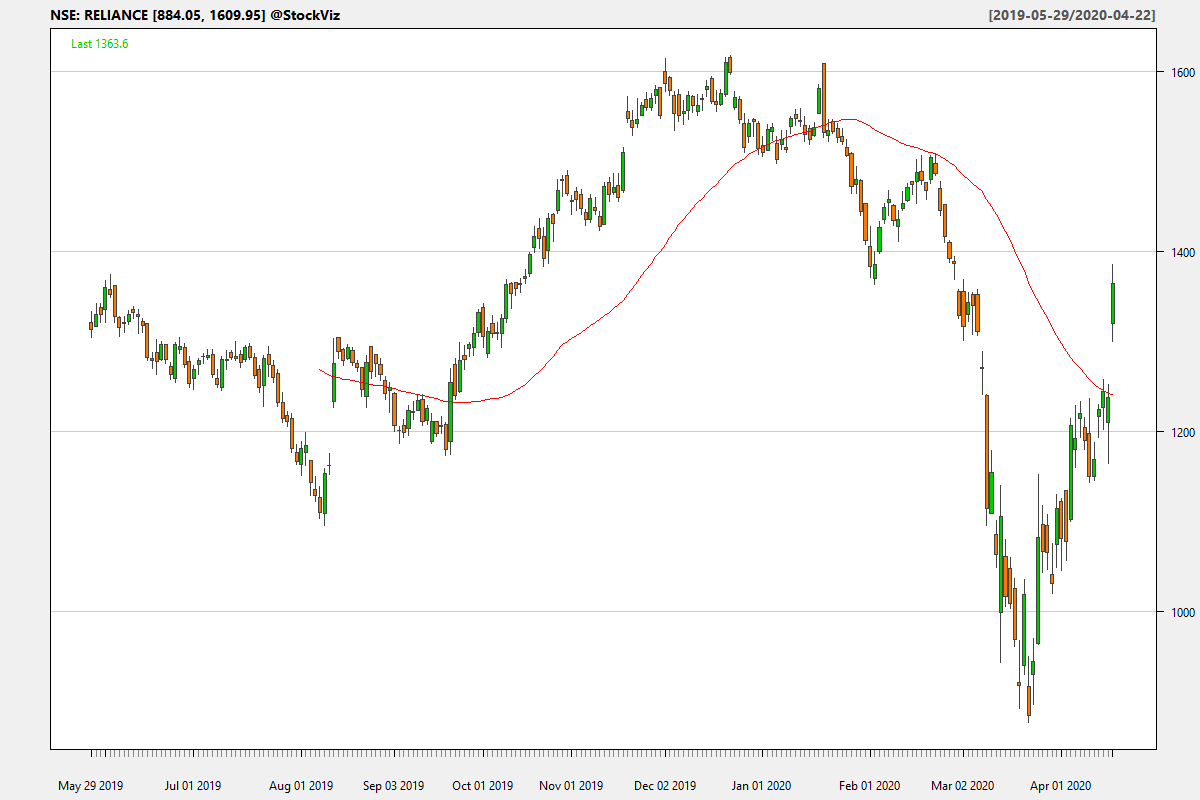 NSE: RELIANCE [884.05, 1609.95] @StockViz [2019-05-29/2020-04-22]
Last 1363.6
1600
1400
1200
1000
May 29 2019 Jul 01 2019 Aug 01 2019 Sep 03 2019 Oct 01 2019 Nov 01 2019 Dec 02 2019 Jan 01 2020 Feb 01 2020 Mar 02 2020 Apr 01 2020